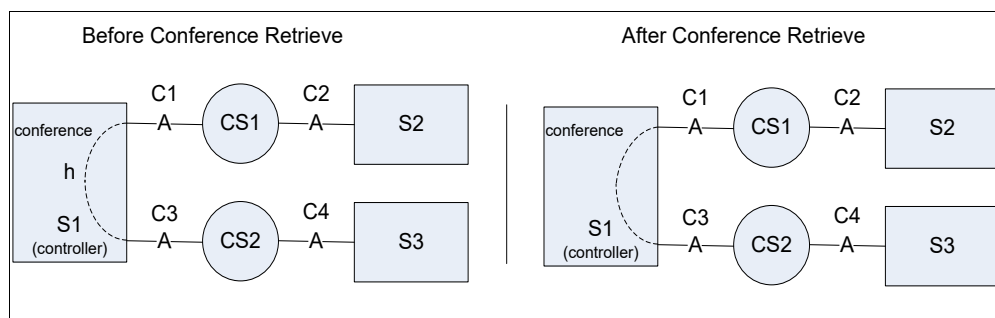 Before Conference Retrieve
C1
C2
A
CS1
A
S2
conference
h
C3
C4
S1
A
CS2
A
S3
(controller)
After Conference Retrieve
C1
C2
A
CS1
A
S2
conference
C3
C4
S1
A
CS2
A
S3
(controller)